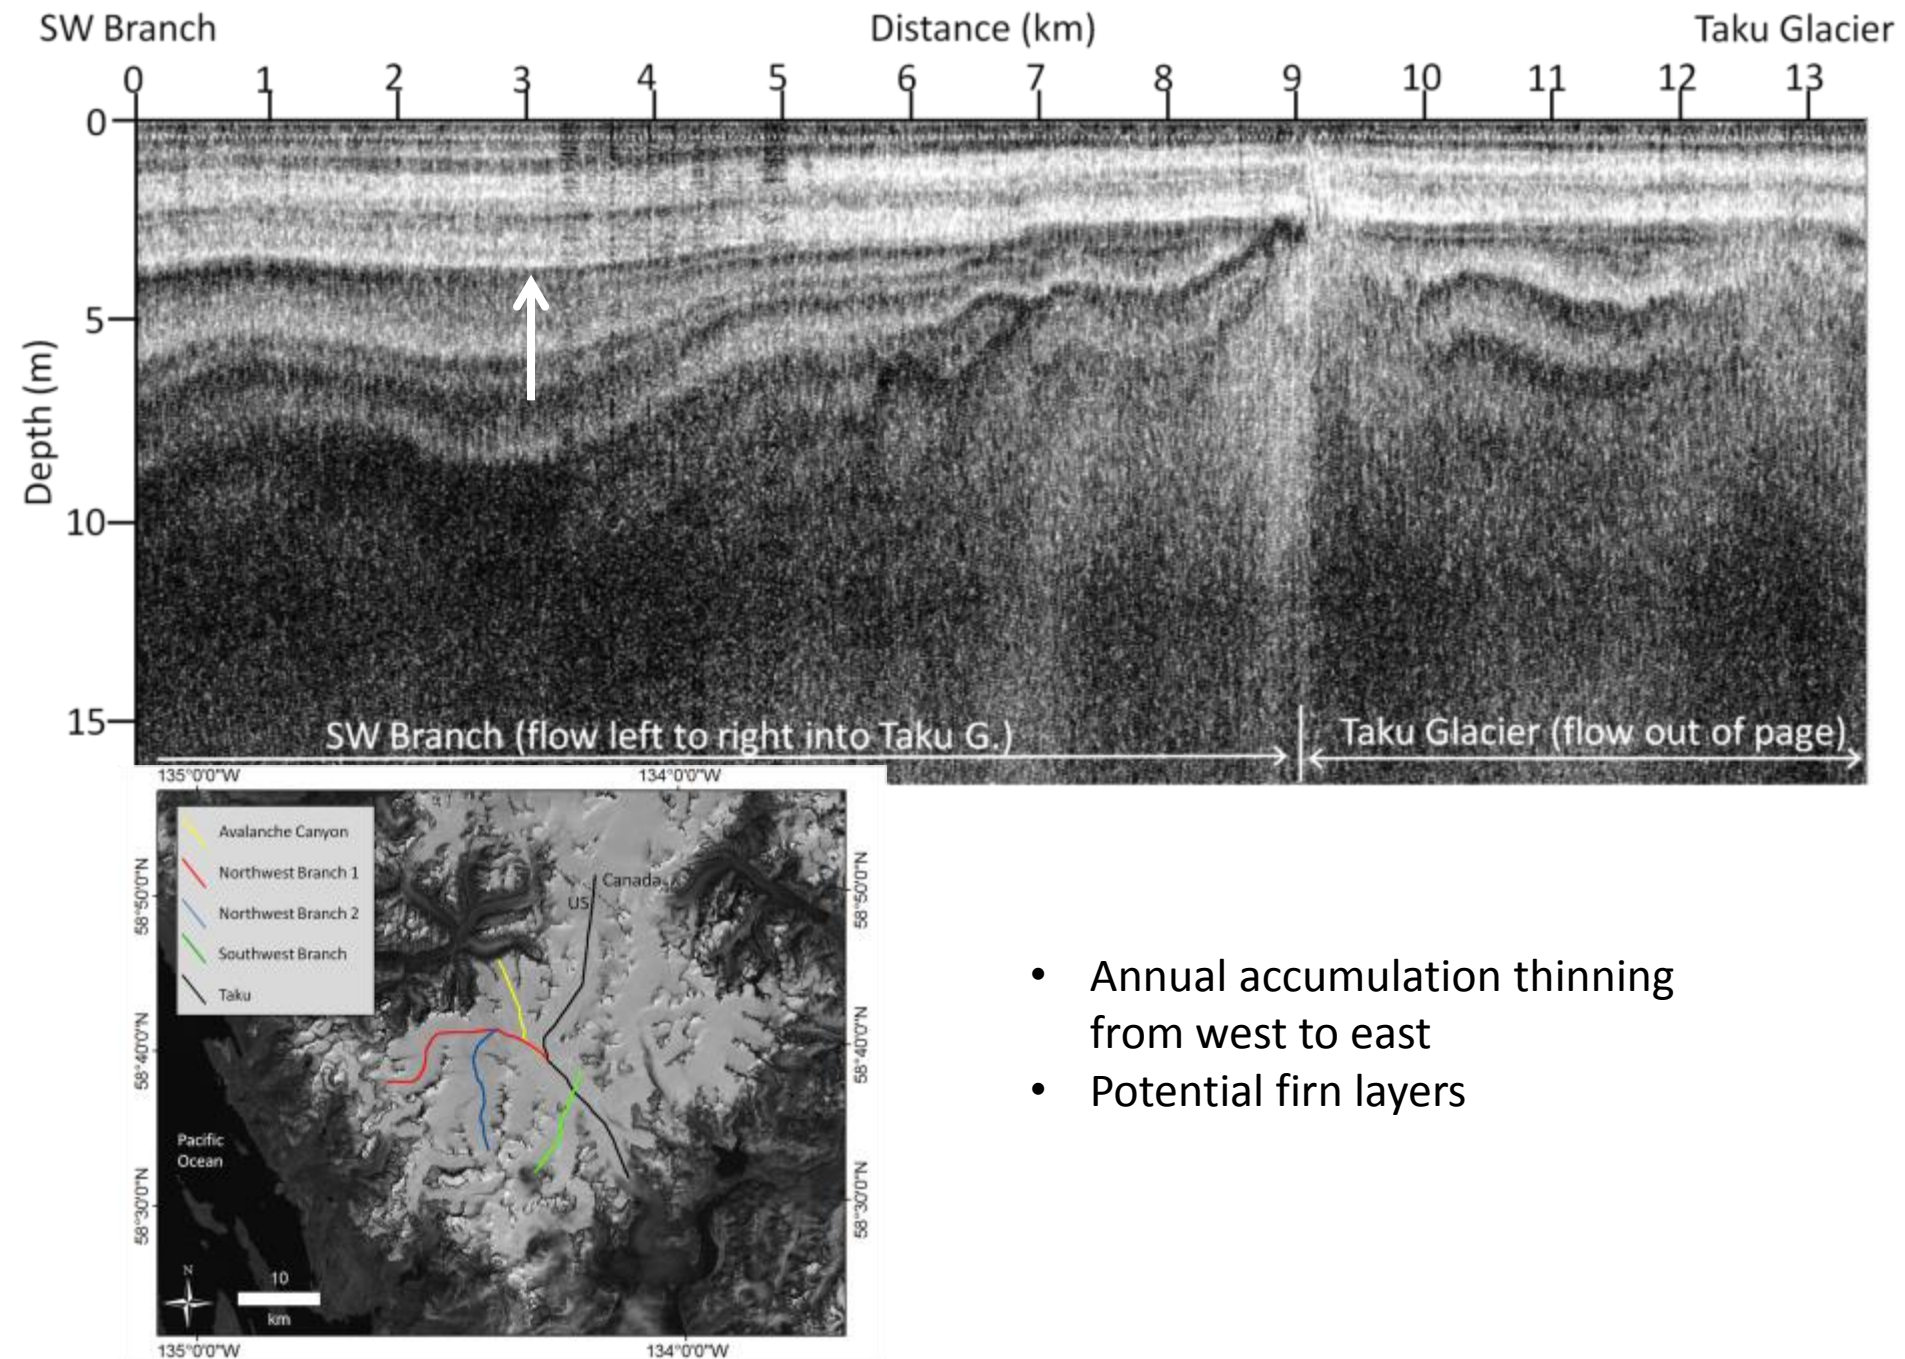 SW Branch Distance (km) Taku Glacier
0 1 2 3 4 5 6 7 8 9 10 11 12 13
0
5
10
15
Depth (m)
SW Branch (flow left to right into Taku G.)
Taku Glacier (flow out of page)
135°0'0"W 134°0'0"W
Avalanche Canyon
Northwest Branch 1
Northwest Branch 2
Southwest Branch
Taku
Canada
US
58°50'0"N 58°50'0"N
58°40'0"N 58°40'0"N
58°30'0"N 58°30'0"N
Pacific
Ocean
N
10
km
135°0'0"W 134°0'0"W
• Annual accumulation thinning
from west to east
• Potential firn layers